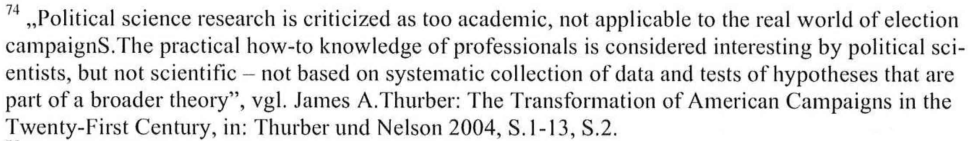 74 „Political science research is criticized as too academic, not applicable to the real world of election
campaignS.The practical how-to knowledge of professionals is considered interesting by political sci-
entists, but not scientific – not based on systematic collection of data and tests of hypotheses that are
part of a broader theory”, vgl. James A.Thurber: The Transformation of American Campaigns in the
Twenty-First Century, in: Thurber und Nelson 2004, S.1-13, S.2.